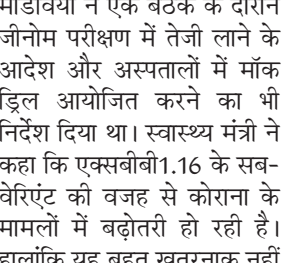 मांडविया ने एक बैठक के दौरान
जीनोम परीक्षण में तेजी लाने के
आदेश और अस्पतालों में मॉक
ड्रिल आयोजित करने का भी
निर्देश दिया था। स्वास्थ्य मंत्री ने
कहा कि एक्सबीबी1.16 के सब-
वेरिएंट की वजह से कोराना के
मामलों में बढ़ोतरी हो रही है।
हालांकि यह बहुत खतरनाक नहीं